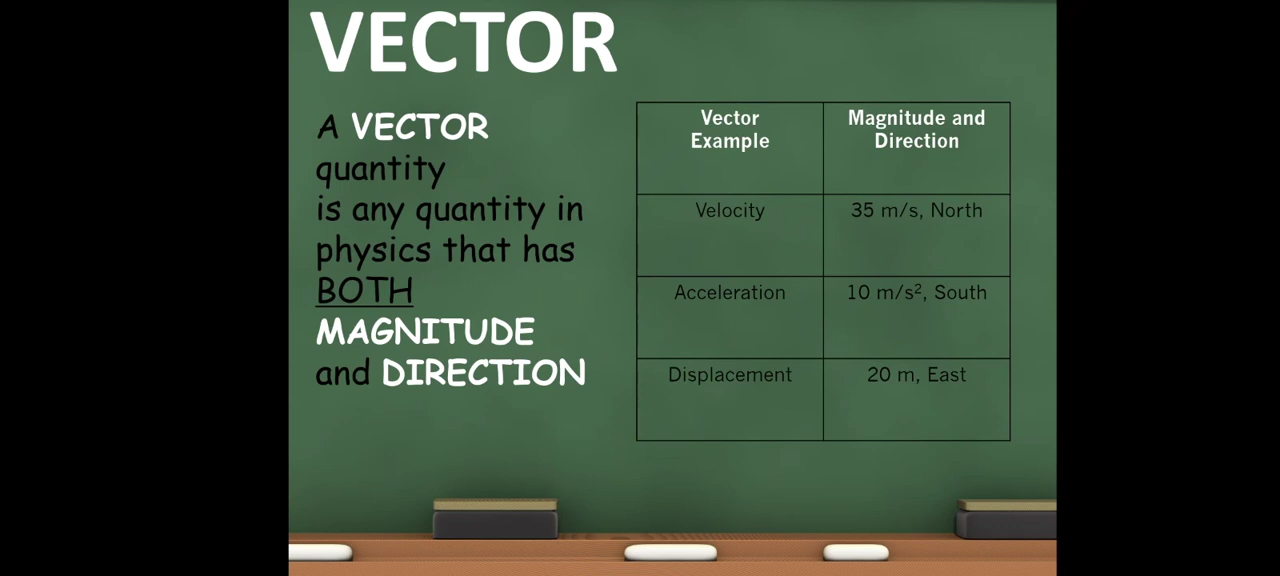 VECTOR
A VECTOR
quantity
is any quantity in
physics that has
BOTH
MAGNITUDE
and DIRECTION
Vector
Example
Magnitude and
Direction
Velocity
35 m/s, North
Acceleration
10 m/s², South
Displacement
20 m, East